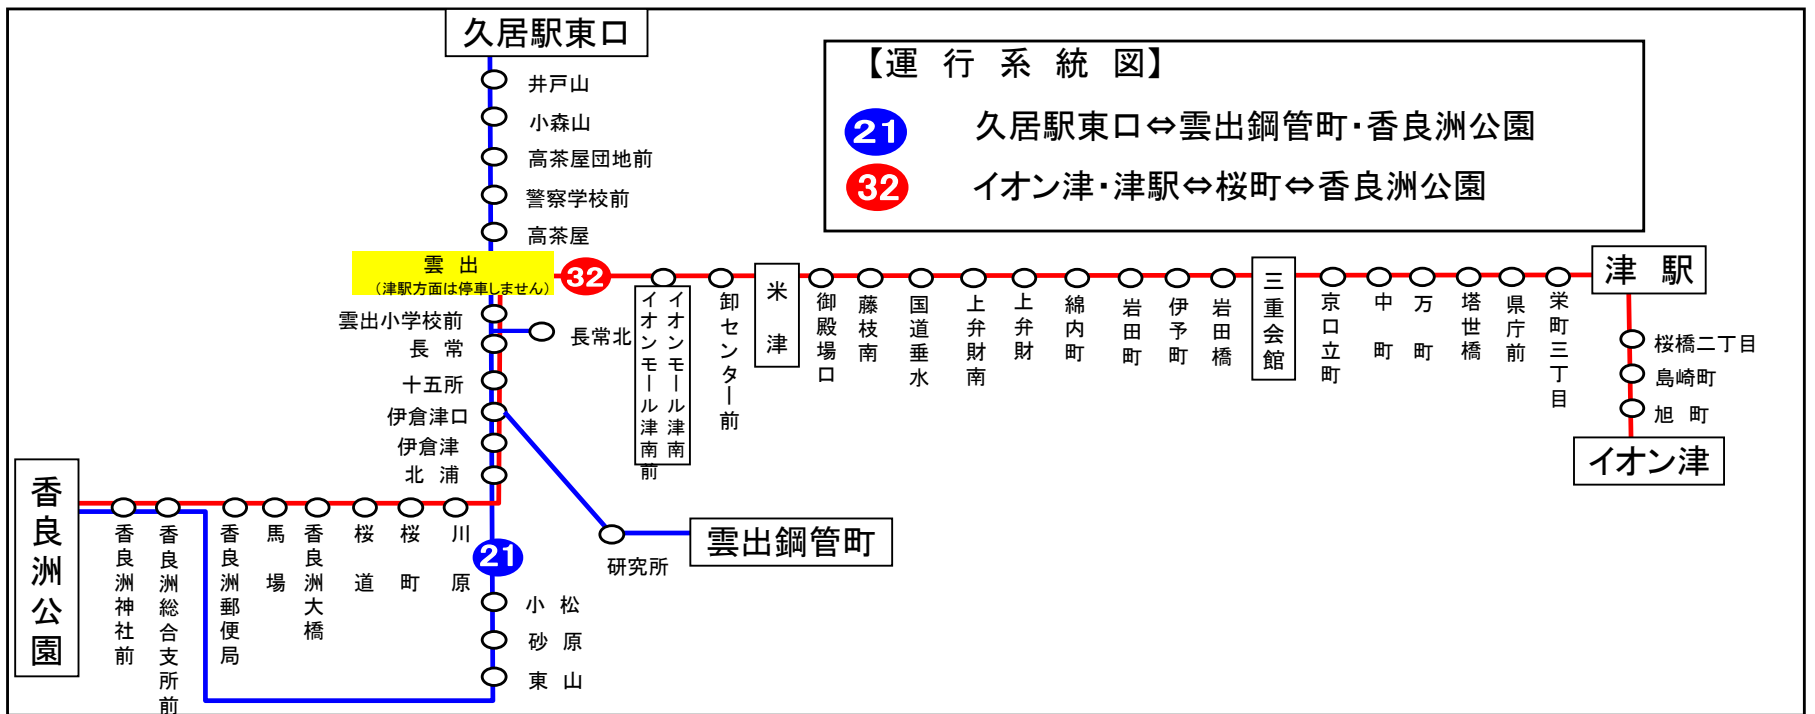 久居駅東口
【運行系統図】
21 久居駅東口⇔雲出鋼管町・香良洲公園
32 イオン津・津駅⇔桜町⇔香良洲公園
井戸山
小森山
高茶屋団地前
警察学校前
高茶屋
雲出
（津駅方面は停車しません）
32
イオンモール津南
イオンモール津南前
卸センター前
米津
御殿場口
藤枝南
国道垂水
上弁財南
上弁財
綿内町
岩田町
伊予町
岩田橋
三重会館
京口立町
中町
万町
塔世橋
県庁前
栄町三丁目
津駅
桜橋二丁目
島崎町
旭町
イオン津
雲出小学校前
長常北
長常
十五所
伊倉津口
伊倉津
北浦
研究所
雲出鋼管町
香良洲公園
香良洲神社前
香良洲総合支所前
香良洲郵便局
馬場
香良洲大橋
桜道
桜町
川原
21
小松
砂原
東山